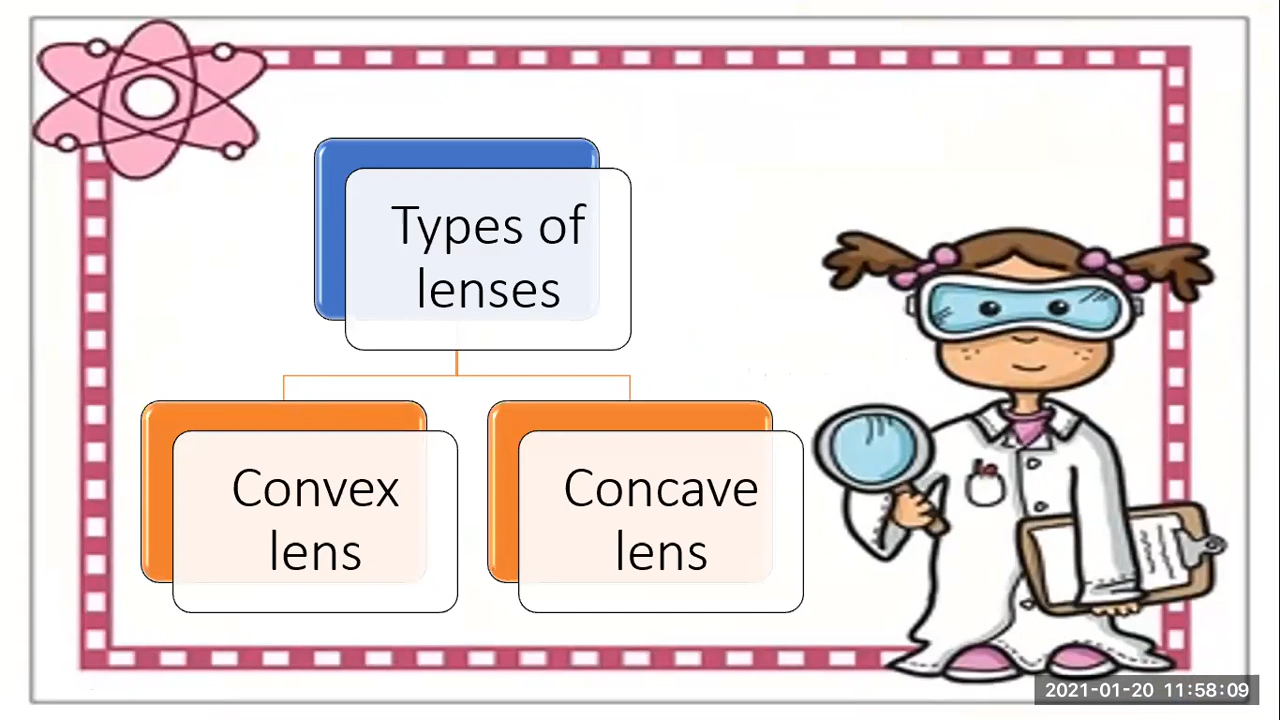 Types of
lenses
Convex
lens
Concave
lens
2021-01-20 11:58:09